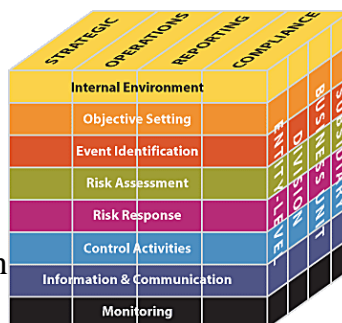 STRATEGIC
OPERATIONS
REPORTING
COMPLIANCE
Internal Environment
Objective Setting
Event Identification
Risk Assessment
Risk Response
Control Activities
Information & Communication
Monitoring
ENTITY-LEVEL
DIVISION
BUSINESS UNIT
SUBSIDIARY
n